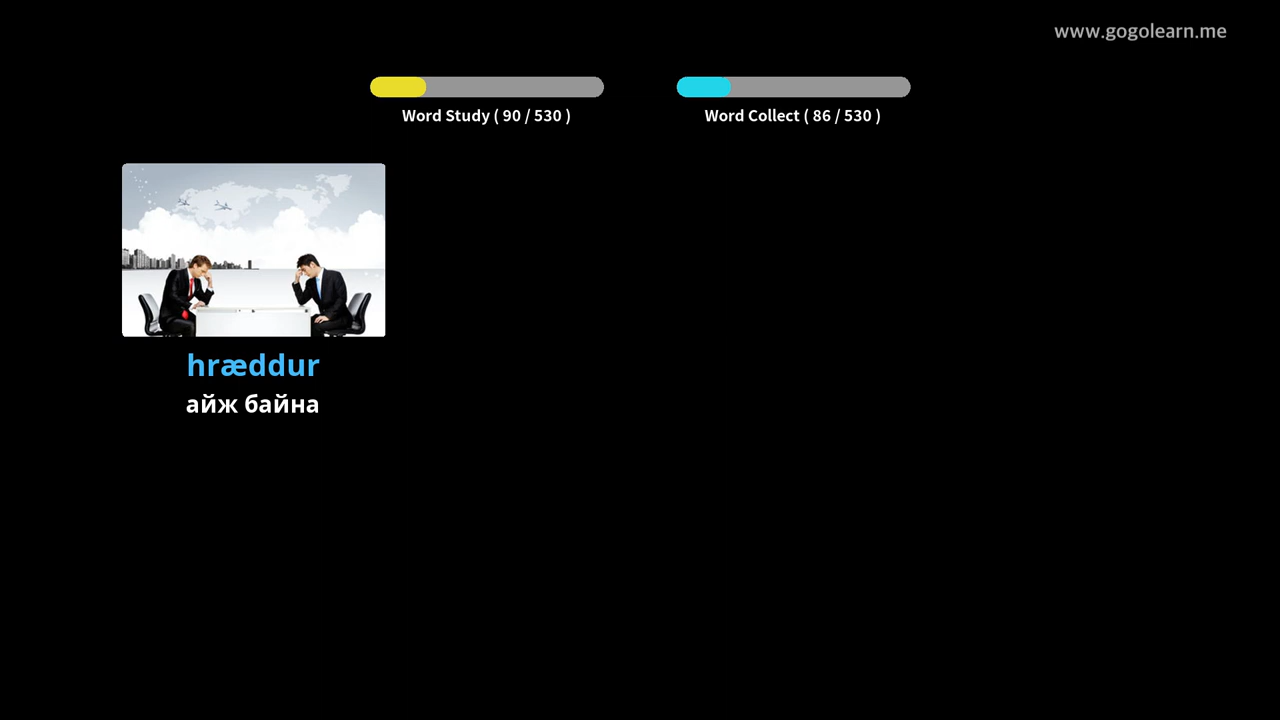 www.gogolearn.me
Word Study ( 90 / 530 )
Word Collect ( 86 / 530 )
hræddur
айж байна